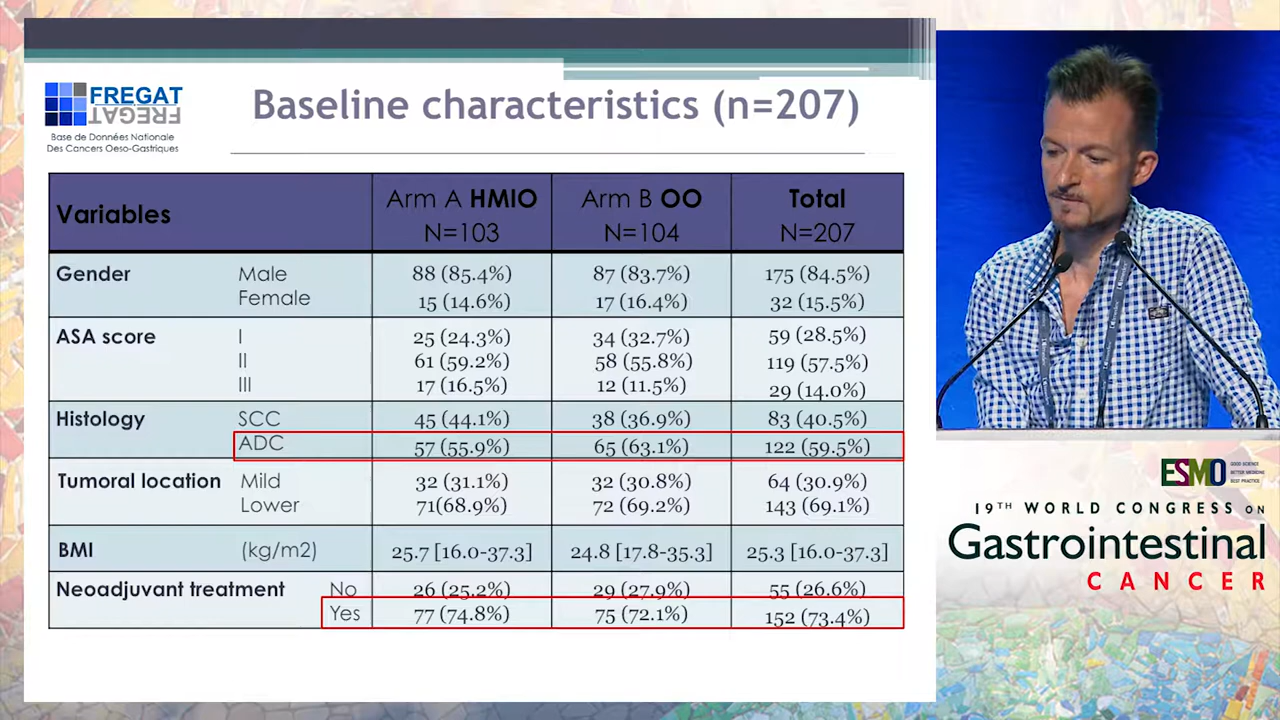 FREGAT
FREGAT
Base de Données Nationale
Des Cancers Oeso-Gastriques
Baseline characteristics (n=207)
Variables
Arm A HMIO
N=103
Arm B OO
N=104
Total
N=207
Gender Male 88 (85.4%) 87 (83.7%) 175 (84.5%)
Female 15 (14.6%) 17 (16.4%) 32 (15.5%)
ASA score I 25 (24.3%) 34 (32.7%) 59 (28.5%)
II 61 (59.2%) 58 (55.8%) 119 (57.5%)
III 17 (16.5%) 12 (11.5%) 29 (14.0%)
Histology SCC 45 (44.1%) 38 (36.9%) 83 (40.5%)
ADC 57 (55.9%) 65 (63.1%) 122 (59.5%)
Tumoral location Mild 32 (31.1%) 32 (30.8%) 64 (30.9%)
Lower 71(68.9%) 72 (69.2%) 143 (69.1%)
BMI (kg/m2) 25.7 [16.0-37.3] 24.8 [17.8-35.3] 25.3 [16.0-37.3]
Neoadjuvant treatment No 26 (25.2%) 29 (27.9%) 55 (26.6%)
Yes 77 (74.8%) 75 (72.1%) 152 (73.4%)
ESMO
GOOD SCIENCE
BETTER MEDICINE
BEST PRACTICE
19TH WORLD CONGRESS ON
Gastrointestinal
CANCER